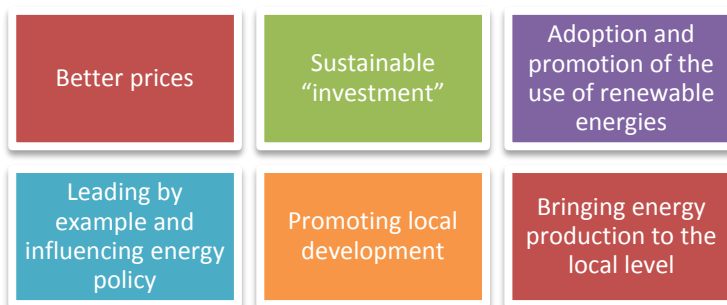 Better prices
Sustainable
“investment”
Adoption and
promotion of the
use of renewable
energies
Leading by
example and
influencing energy
policy
Promoting local
development
Bringing energy
production to the
local level